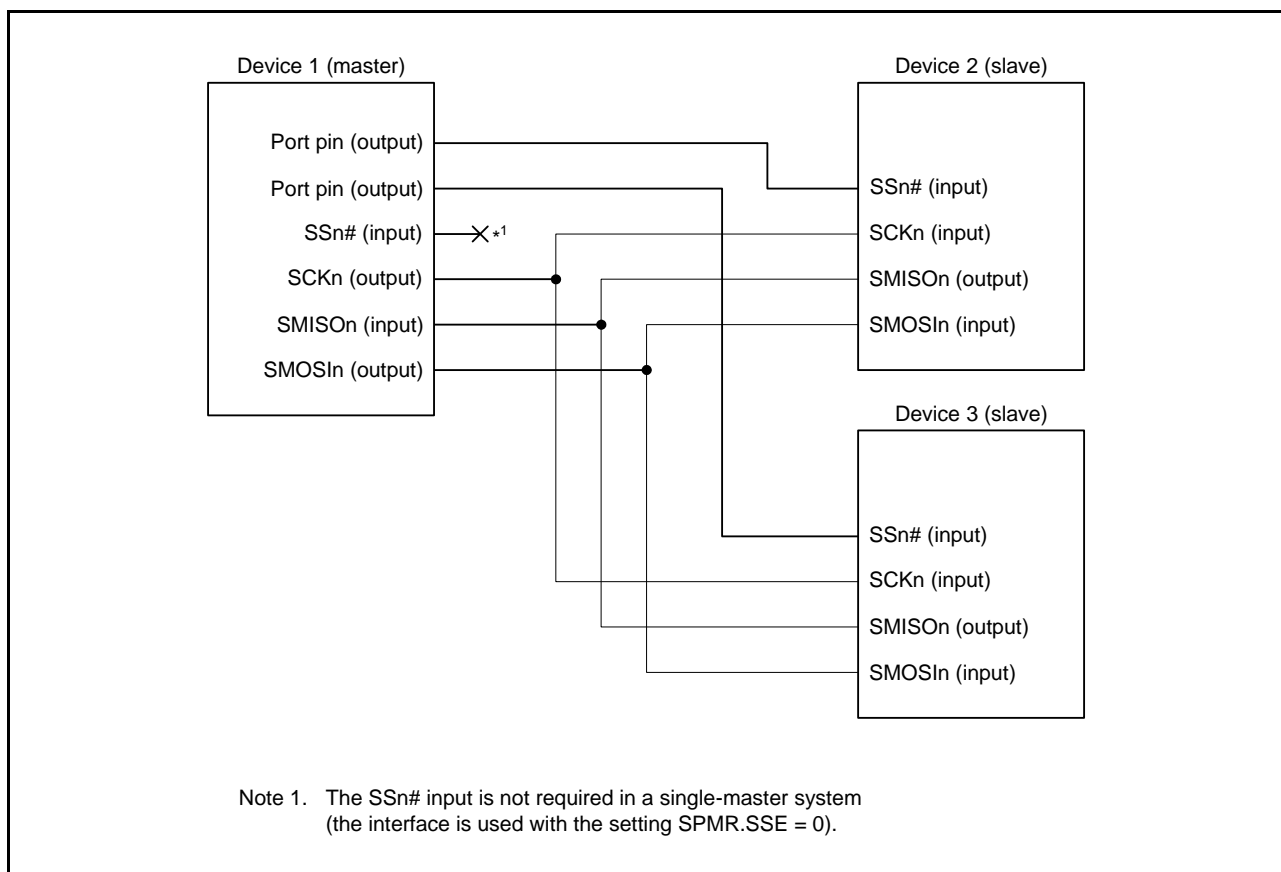 Device 1 (master)
Port pin (output)
Port pin (output)
SSn# (input)
*1
SCKn (output)
SMISOn (input)
SMOSIn (output)
Device 2 (slave)
SSn# (input)
SCKn (input)
SMISOn (output)
SMOSIn (input)
Device 3 (slave)
SSn# (input)
SCKn (input)
SMISOn (output)
SMOSIn (input)
Note 1. The SSn# input is not required in a single-master system
(the interface is used with the setting SPMR.SSE = 0).